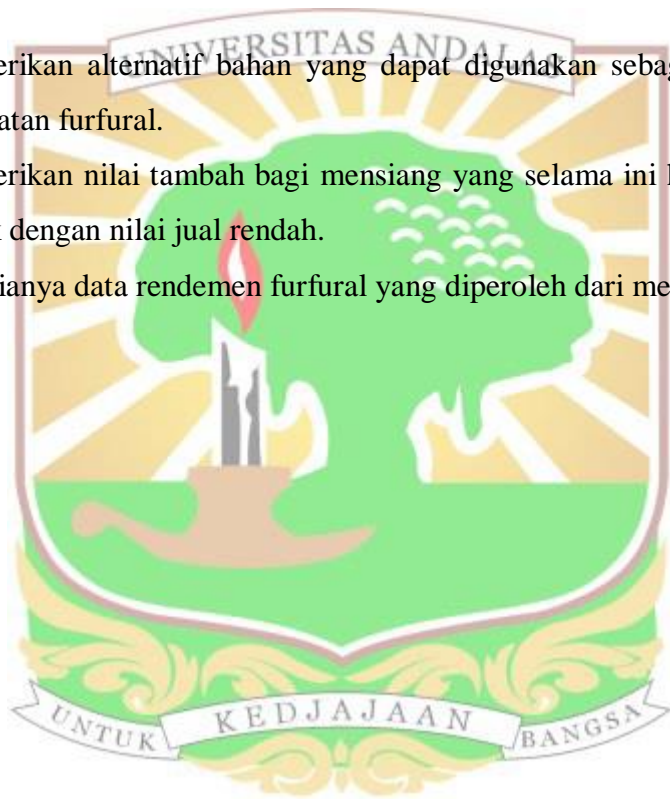 UNIVERSITAS ANDALAS
erikan alternatif bahan yang dapat digunakan sebag
atan furfural.
erikan nilai tambah bagi mensiang yang selama ini
dengan nilai jual rendah.
ianya data rendemen furfural yang diperoleh dari me
UNTUK KEDJAJAAN BANGSA